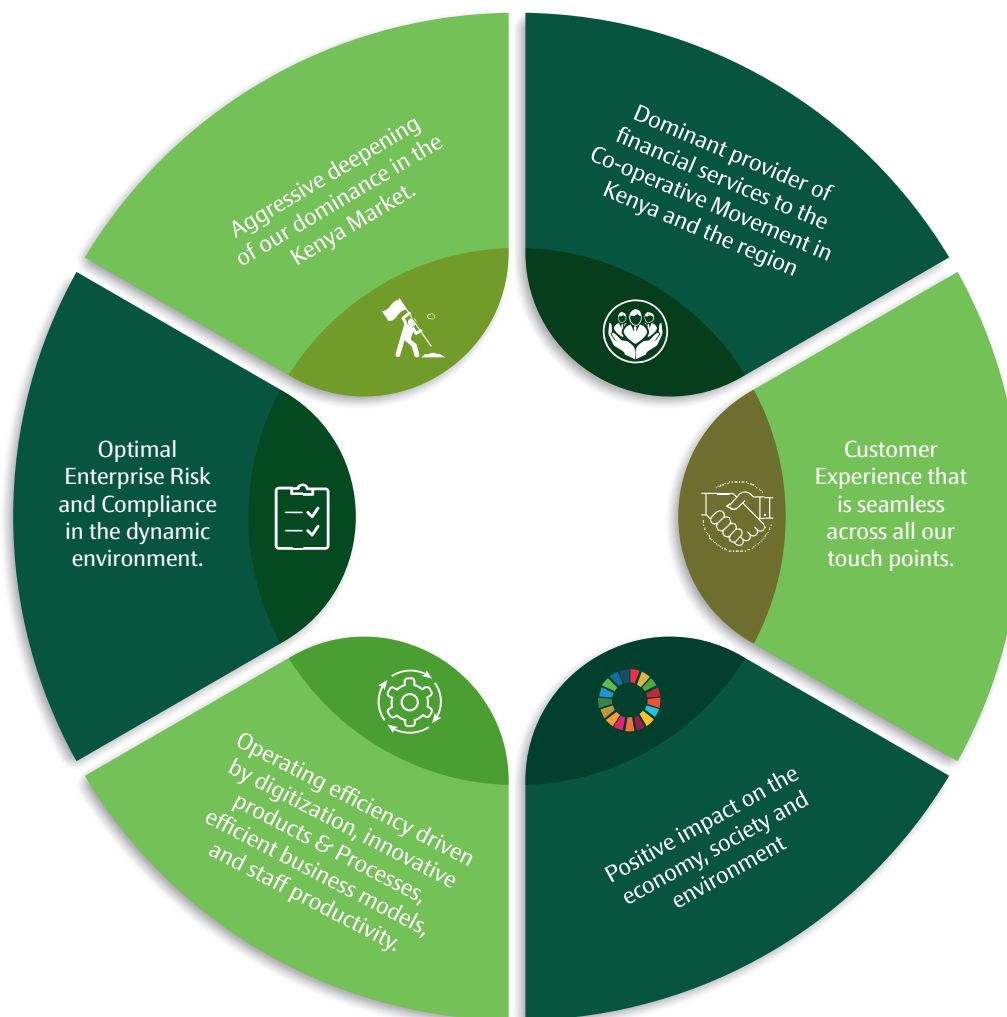 Aggressive deepening
of our dominance in the
Kenya Market.
Dominant provider of
financial services to the
Co-operative Movement in
Kenya and the region
Optimal
Enterprise Risk
and Compliance
in the dynamic
environment.
Customer
Experience that
is seamless
across all our
touch points.
Operating efficiency driven
by digitization, innovative
products & Processes,
efficient business models,
and staff productivity.
Positive impact on the
economy, society and
environment